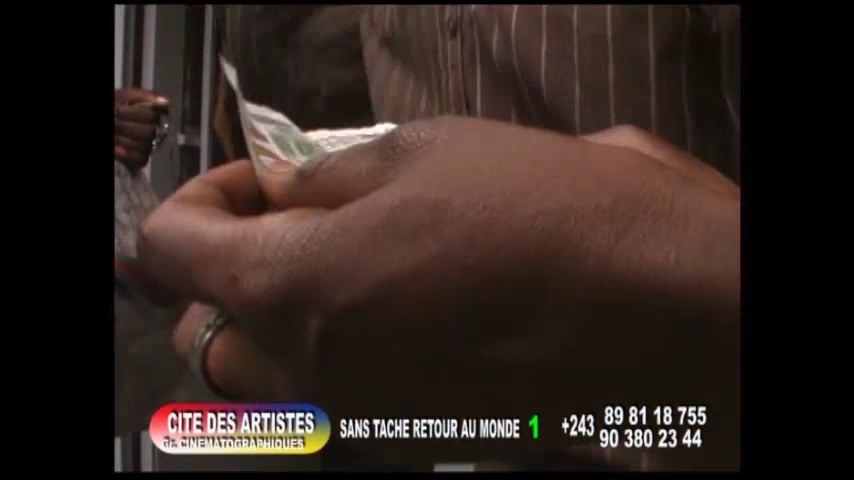 CITE DES ARTISTES
CINEMATOGRAPHIQUES
SANS TACHE RETOUR AU MONDE 1
+243 89 81 18 755
90 380 23 44